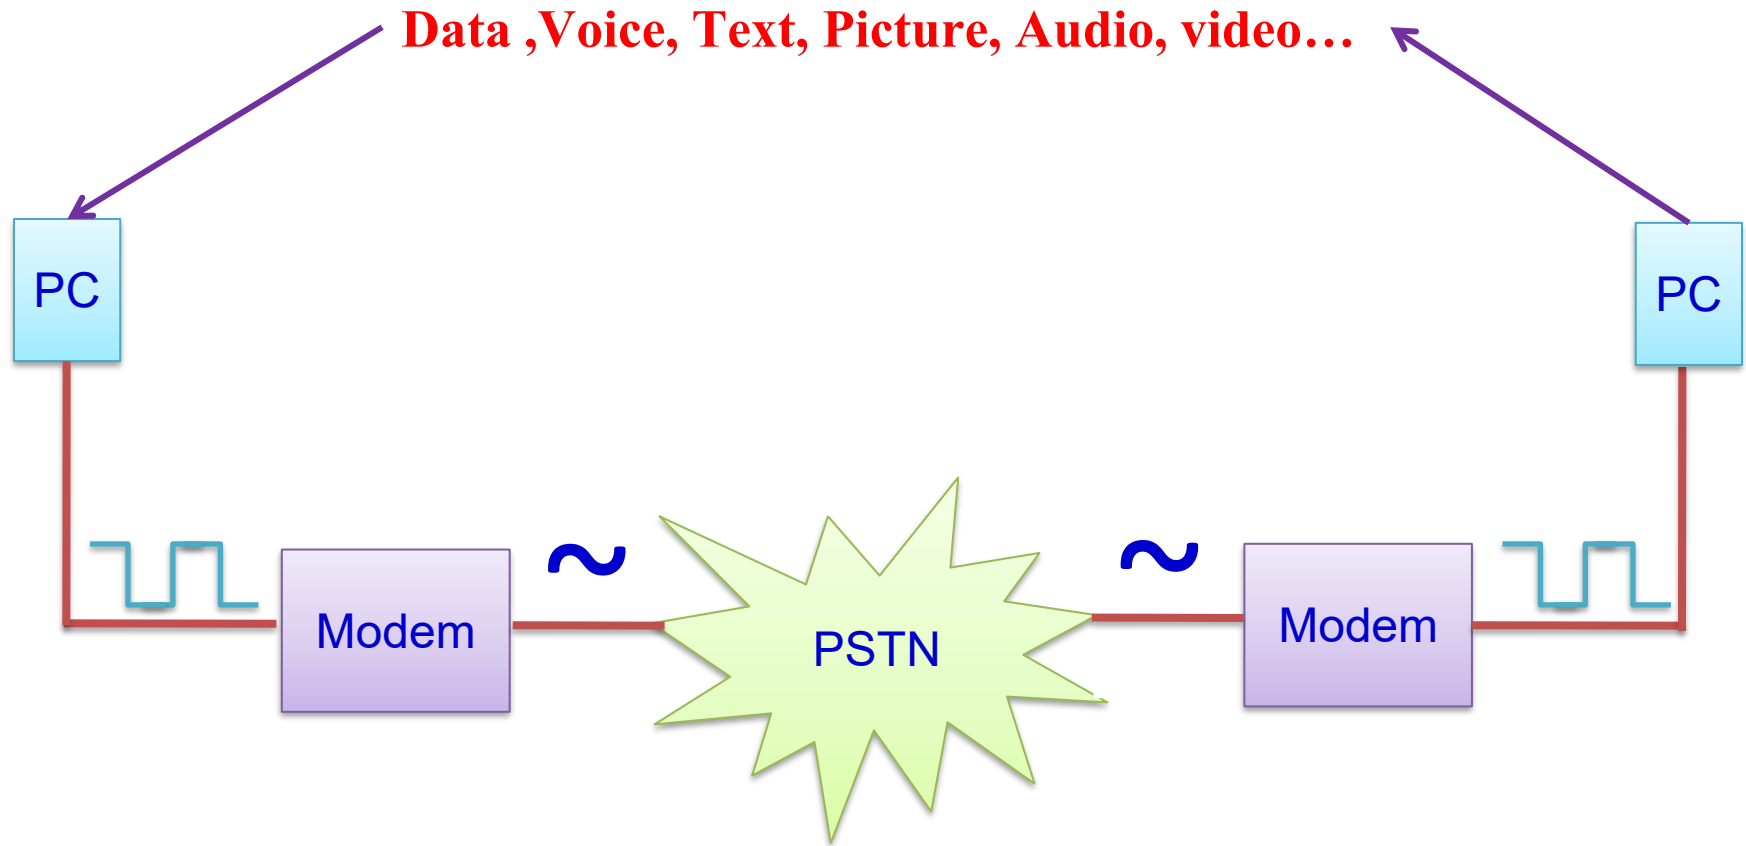 Data ,Voice, Text, Picture, Audio, video…
PC
PC
~
~
Modem
PSTN
Modem